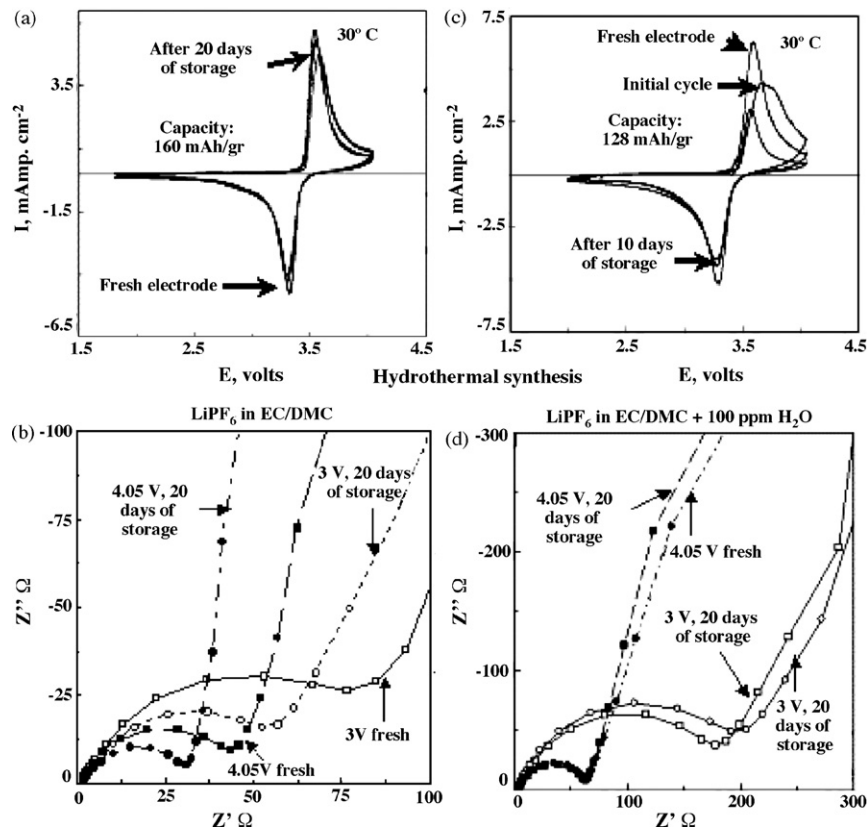 (a)
After 20 days
of storage
30° C
3.5
Capacity:
160 mAh/gr
I, mAmp. cm-2
-1.5
Fresh electrode
-6.5
1.5
2.5
3.5
4.5
E, volts
(c)
7.5
Fresh electrode
30° C
Initial cycle
2.5
Capacity:
128 mAh/gr
I, mAmp. cm-2
-2.5
After 10 days
of storage
-7.5
1.5
2.5
3.5
4.5
E, volts
Hydrothermal synthesis
(b)
LiPF6 in EC/DMC
-100
4.05 V, 20
days of
storage
3 V, 20 days
of storage
-75
Z'' Ω
-50
-25
3V fresh
4.05V fresh
0
0
25
50
75
100
Z' Ω
(d)
LiPF6 in EC/DMC + 100 ppm H2O
-300
4.05 V, 20
days of
storage
4.05 V fresh
-200
Z'' Ω
3 V, 20 days
of storage
-100
3 V, 20
days of
storage
0
0
100
200
300
Z' Ω